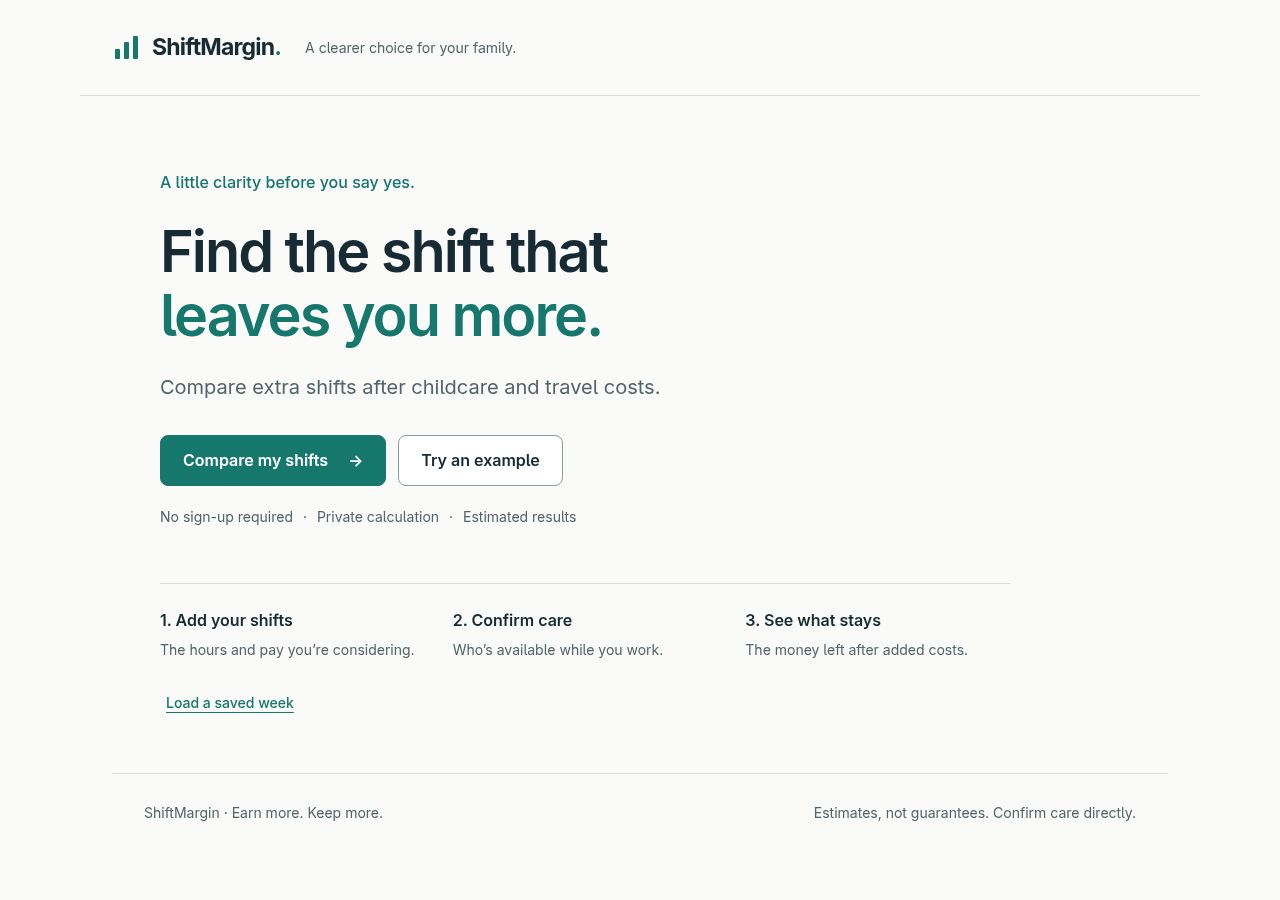 ShiftMargin.
A clearer choice for your family.
A little clarity before you say yes.
Find the shift that
leaves you more.
Compare extra shifts after childcare and travel costs.
Compare my shifts →
Try an example
No sign-up required · Private calculation · Estimated results
1. Add your shifts
The hours and pay you’re considering.
2. Confirm care
Who’s available while you work.
3. See what stays
The money left after added costs.
Load a saved week
ShiftMargin · Earn more. Keep more.
Estimates, not guarantees. Confirm care directly.